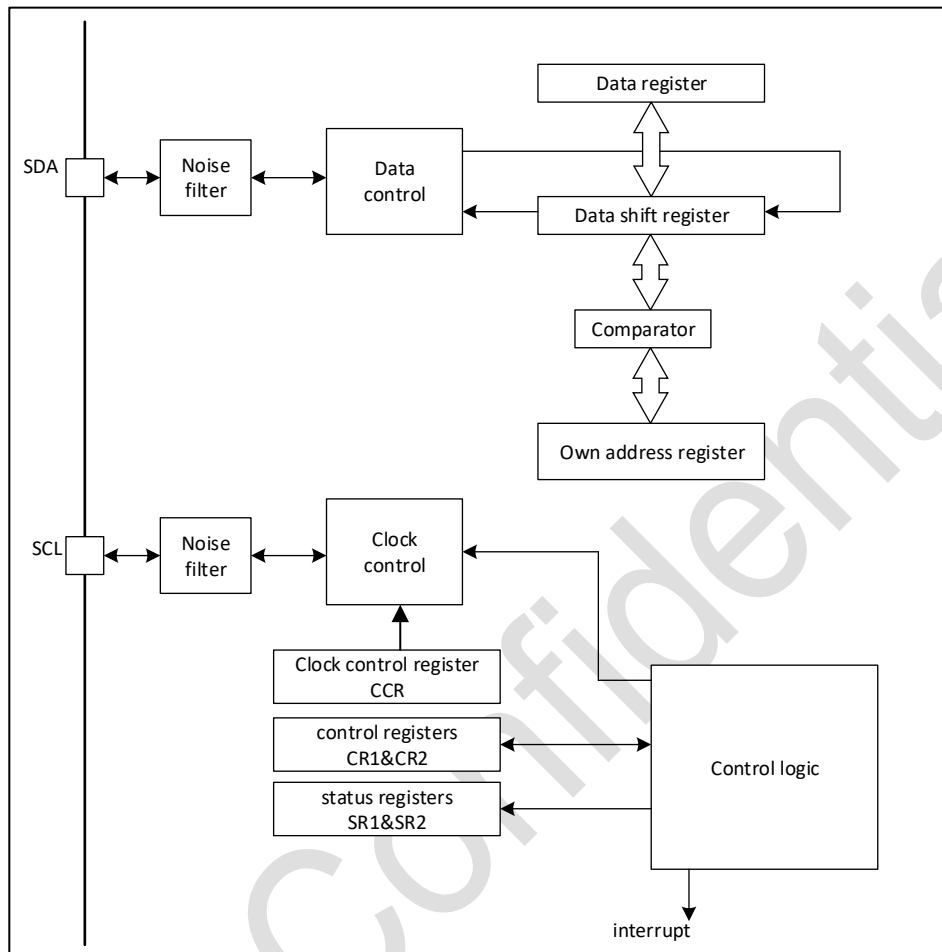 Data register
SDA
Noise
filter
Data
control
Data shift register
Comparator
Own address register
SCL
Noise
filter
Clock
control
Clock control register
CCR
control registers
CR1&CR2
status registers
SR1&SR2
Control logic
interrupt
Confidentia